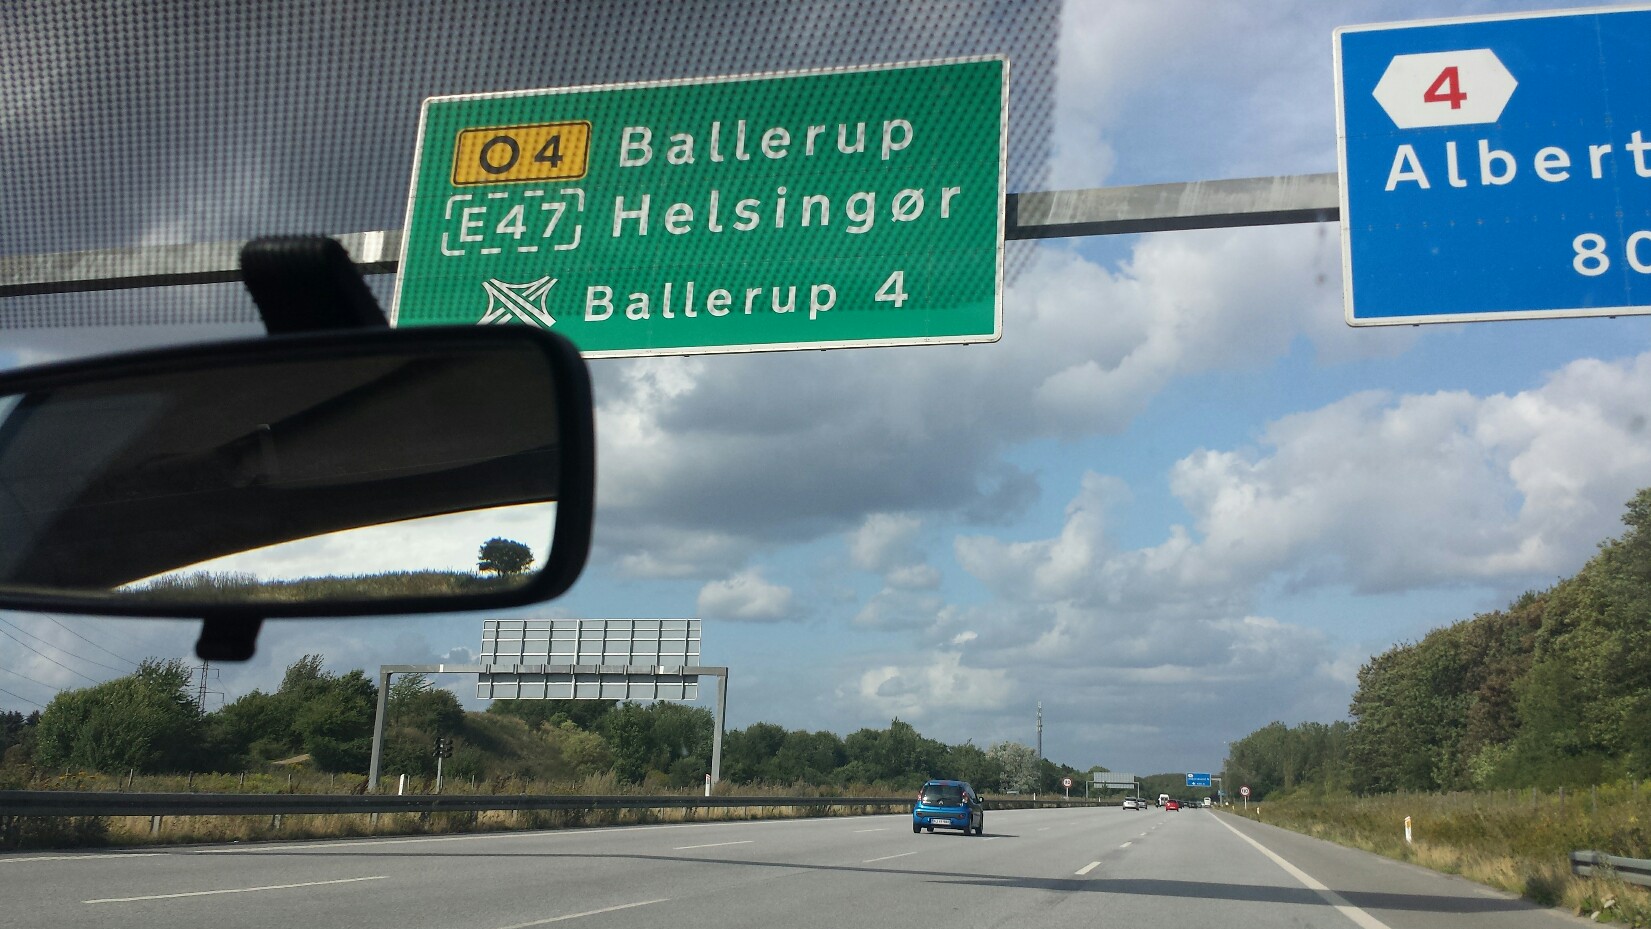 O4 Ballerup
E47 Helsingør
Ballerup 4
4
Albert
80